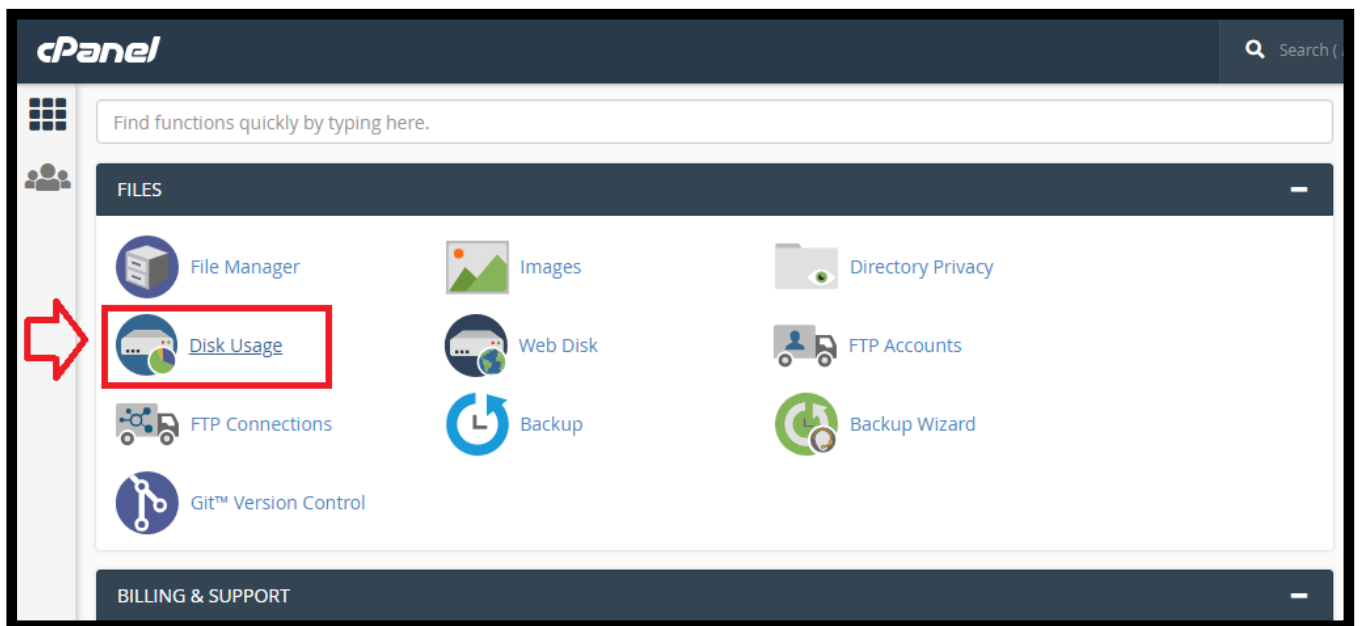 cPanel
Search (
Find functions quickly by typing here.
FILES
File Manager
Images
Directory Privacy
Disk Usage
Web Disk
FTP Accounts
FTP Connections
Backup
Backup Wizard
Git™ Version Control
BILLING & SUPPORT